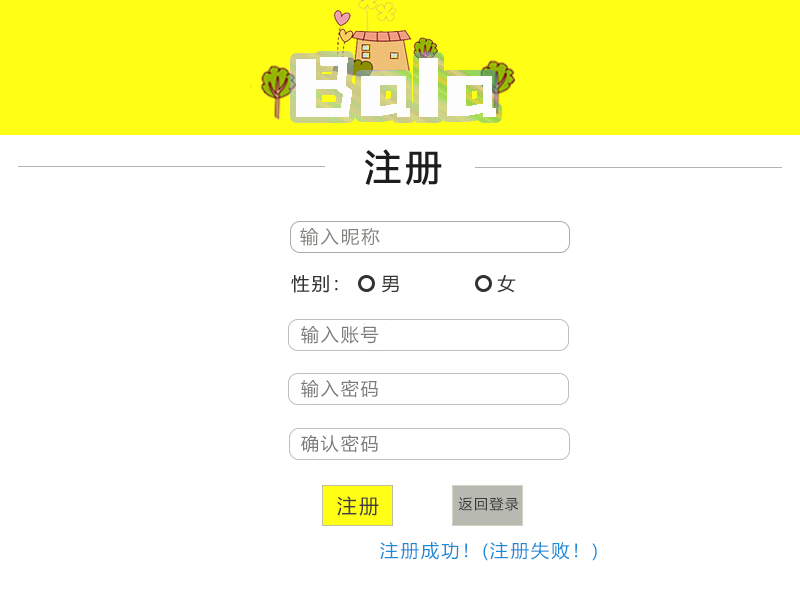 Bala
注册
输入昵称
性别： 男 女
输入账号
输入密码
确认密码
注册 返回登录
注册成功！(注册失败！)